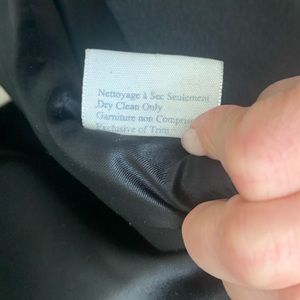 Nettoyage à Sec Seulement
Dry Clean Only
Garniture non Comprise
Exclusive of Trim